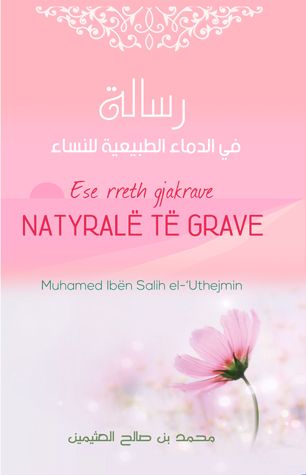 رسالة
في الدماء الطبيعية للنساء
Ese rreth gjakrave
NATYRALË TË GRAVE
Muhamed Ibën Salih el-‘Uthejmin
محمد بن صالح العثيمين